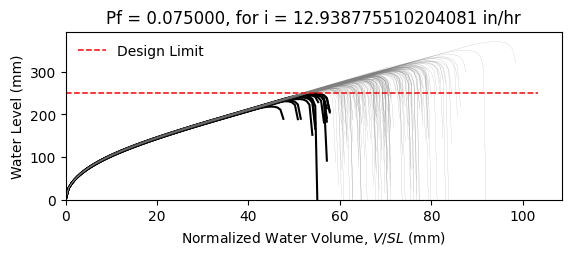 Pf = 0.075000, for i = 12.938775510204081 in/hr
Design Limit
Water Level (mm)
300
200
100
0
0 20 40 60 80 100
Normalized Water Volume, V/SL (mm)